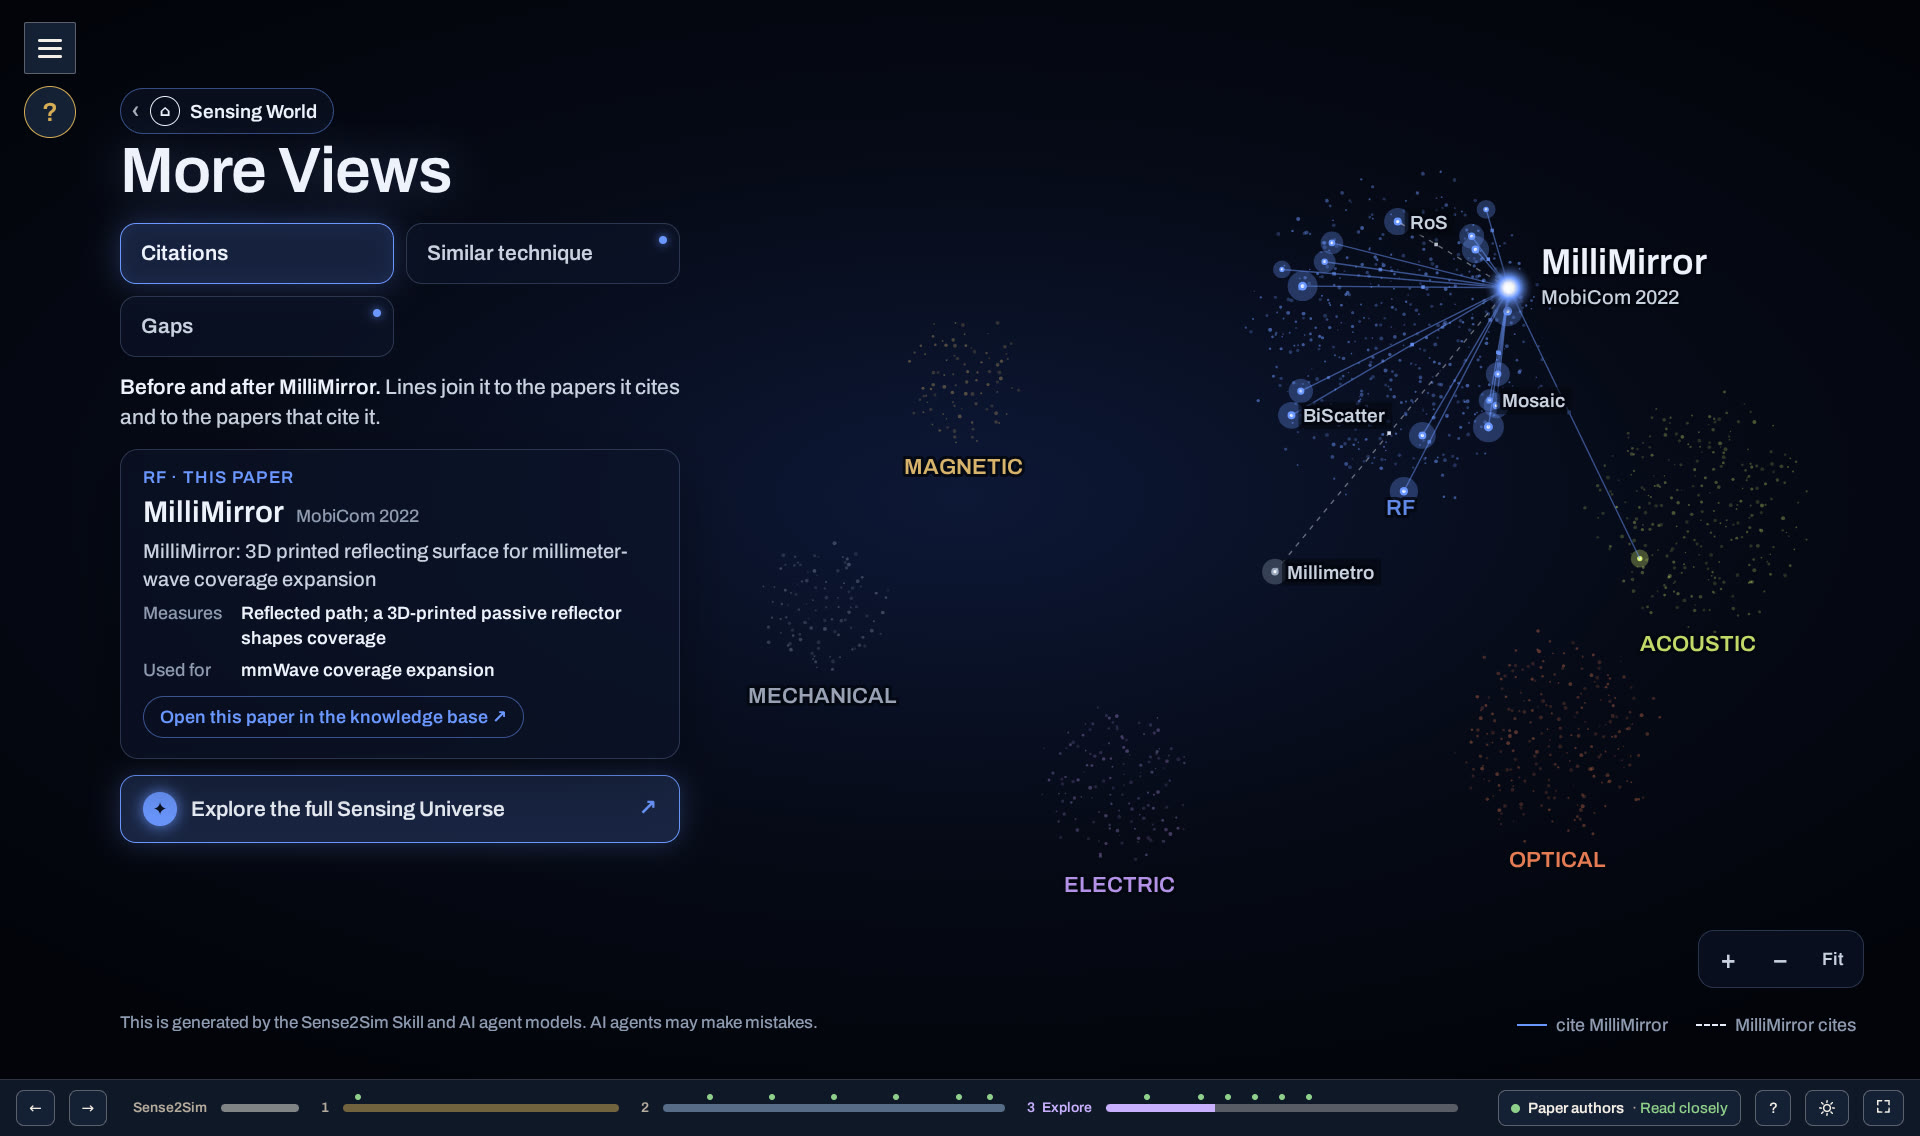 ?
‹ Sensing World
More Views
Citations
Similar technique
Gaps
Before and after MilliMirror. Lines join it to the papers it cites
and to the papers that cite it.
RF · THIS PAPER
MilliMirror MobiCom 2022
MilliMirror: 3D printed reflecting surface for millimeter-
wave coverage expansion
Measures Reflected path; a 3D-printed passive reflector
shapes coverage
Used for mmWave coverage expansion
Open this paper in the knowledge base ↗
Explore the full Sensing Universe ↗
RoS
MilliMirror
MobiCom 2022
Mosaic
BiScatter
MAGNETIC
RF
Millimetro
ACOUSTIC
MECHANICAL
OPTICAL
ELECTRIC
+ − Fit
This is generated by the Sense2Sim Skill and AI agent models. AI agents may make mistakes.
cite MilliMirror MilliMirror cites
← → Sense2Sim 1 2 3 Explore Paper authors · Read closely ?